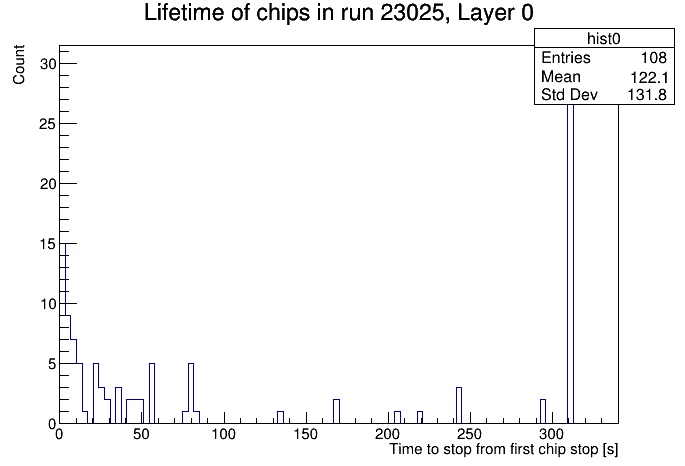 Lifetime of chips in run 23025, Layer 0
hist0
Entries 108
Mean 122.1
Std Dev 131.8
Count
30
25
20
15
10
5
0
0 50 100 150 200 250 300
Time to stop from first chip stop [s]